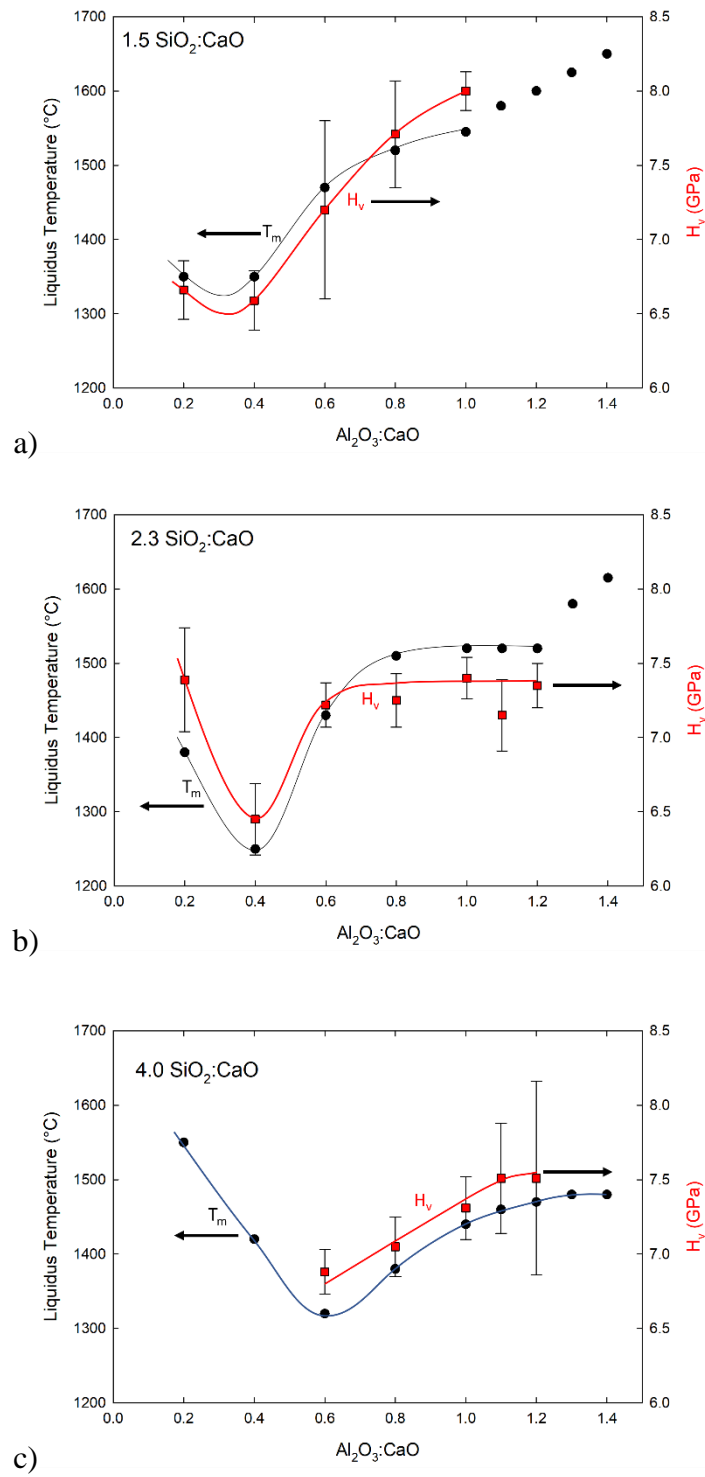 1.5 SiO₂:CaO
Liquidus Temperature (°C)
1700
1600
1500
1400
1300
1200
8.5
8.0
7.5
7.0
6.5
6.0
Hᵥ (GPa)
Tₘ
Hᵥ
0.0 0.2 0.4 0.6 0.8 1.0 1.2 1.4
Al₂O₃:CaO
a)
2.3 SiO₂:CaO
Liquidus Temperature (°C)
1700
1600
1500
1400
1300
1200
8.5
8.0
7.5
7.0
6.5
6.0
Hᵥ (GPa)
Hᵥ
Tₘ
0.0 0.2 0.4 0.6 0.8 1.0 1.2 1.4
Al₂O₃:CaO
b)
4.0 SiO₂:CaO
Liquidus Temperature (°C)
1700
1600
1500
1400
1300
1200
8.5
8.0
7.5
7.0
6.5
6.0
Hᵥ (GPa)
Hᵥ
Tₘ
0.0 0.2 0.4 0.6 0.8 1.0 1.2 1.4
Al₂O₃:CaO
c)